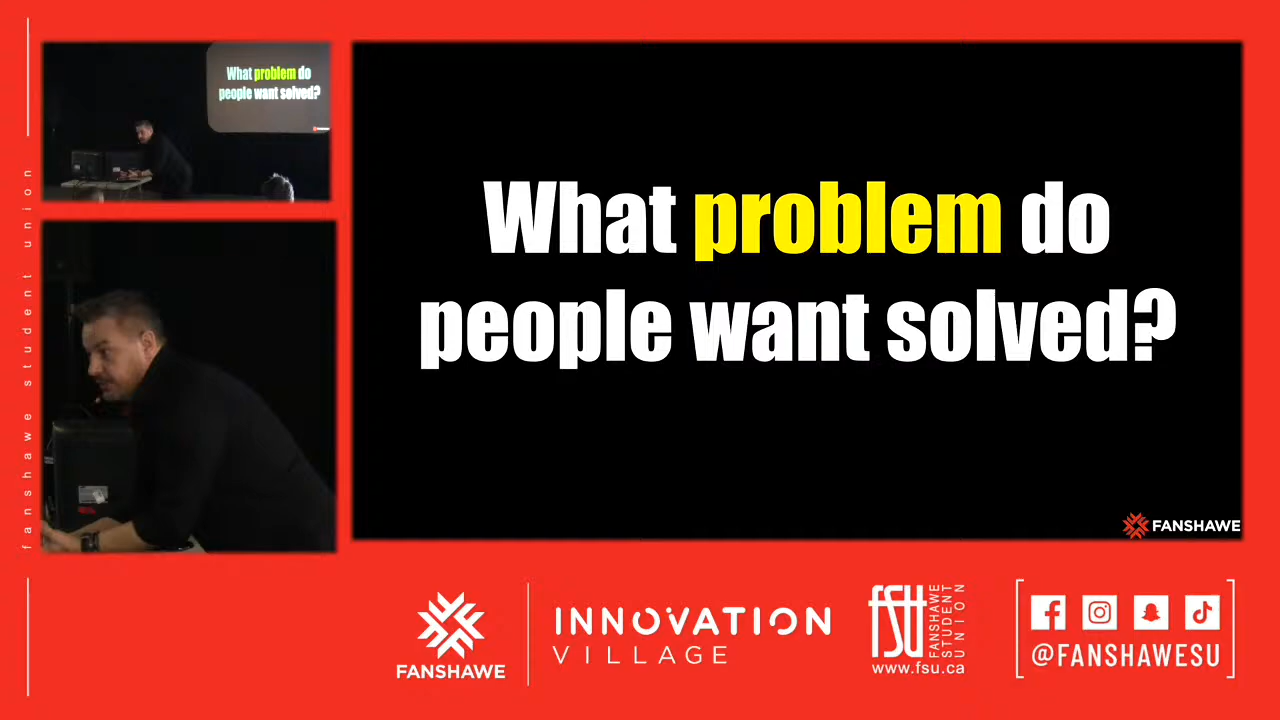 fanshawe student union
What problem do
people want solved?
What problem do
people want solved?
FANSHAWE
FANSHAWE
INNOVATION
VILLAGE
fsu
FANSHAWE
STUDENT
UNION
www.fsu.ca
@FANSHAWESU